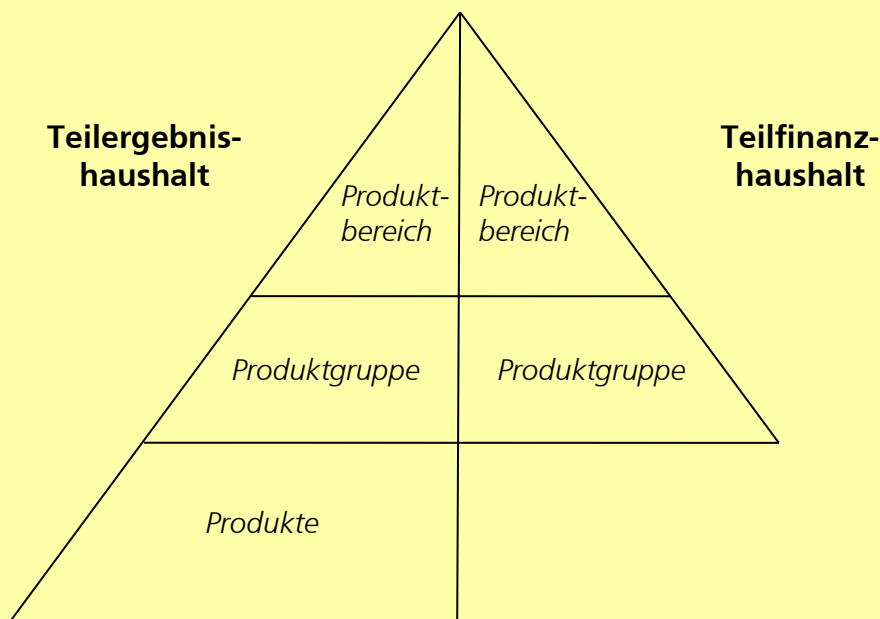 Teilergebnis-
haushalt
Teilfinanz-
haushalt
Produkt-
bereich
Produkt-
bereich
Produktgruppe
Produktgruppe
Produkte